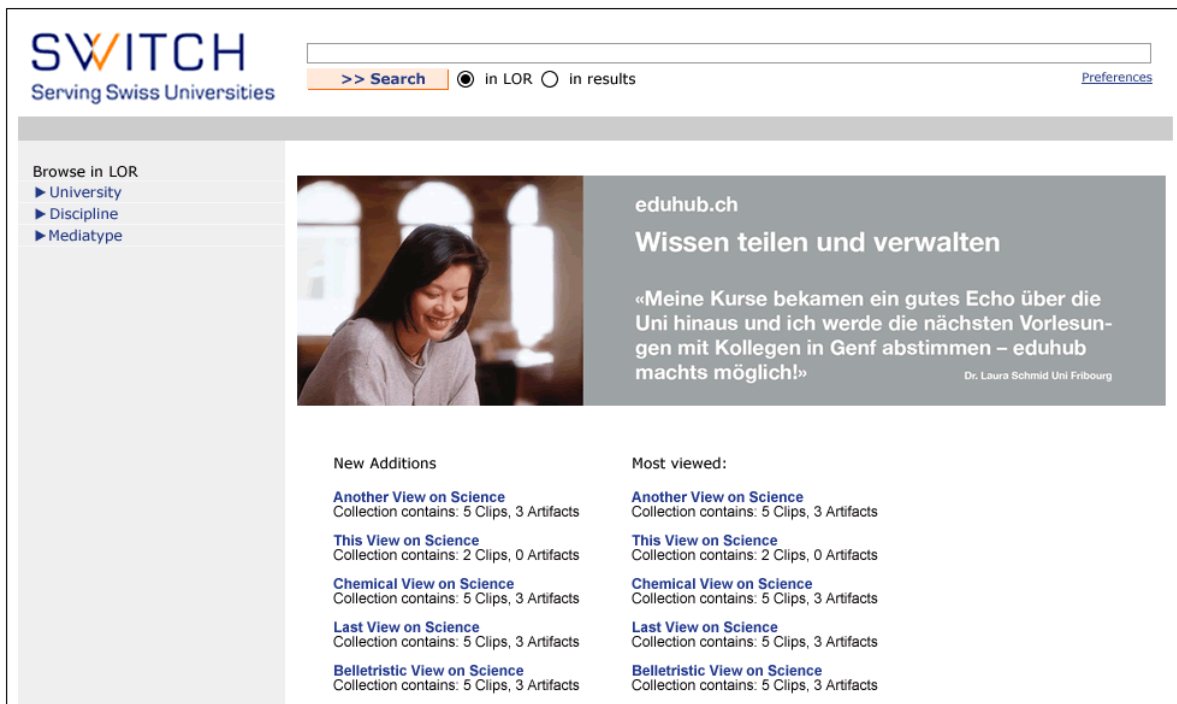 SWITCH
Serving Swiss Universities
>> Search in LOR in results
Preferences
Browse in LOR
University
Discipline
Mediatype
eduhub.ch
Wissen teilen und verwalten
«Meine Kurse bekamen ein gutes Echo über die
Uni hinaus und ich werde die nächsten Vorlesun-
gen mit Kollegen in Genf abstimmen – eduhub
machts möglich!»
Dr. Laura Schmid Uni Fribourg
New Additions
Another View on Science
Collection contains: 5 Clips, 3 Artifacts
This View on Science
Collection contains: 2 Clips, 0 Artifacts
Chemical View on Science
Collection contains: 5 Clips, 3 Artifacts
Last View on Science
Collection contains: 5 Clips, 3 Artifacts
Belletristic View on Science
Collection contains: 5 Clips, 3 Artifacts
Most viewed:
Another View on Science
Collection contains: 5 Clips, 3 Artifacts
This View on Science
Collection contains: 2 Clips, 0 Artifacts
Chemical View on Science
Collection contains: 5 Clips, 3 Artifacts
Last View on Science
Collection contains: 5 Clips, 3 Artifacts
Belletristic View on Science
Collection contains: 5 Clips, 3 Artifacts